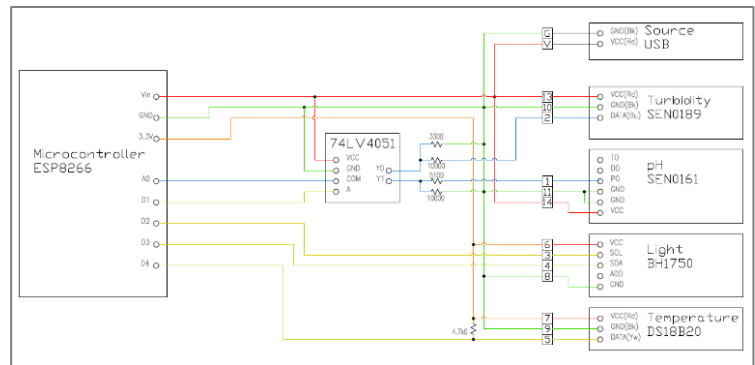 Microcontroller
ESP8266
Vin
GND
3.3V
A0
D1
D2
D3
D4
74LV4051
VCC
GND
COM
A
Y0
Y1
3300
10000
5100
10000
4.7kΩ
G
V
13
10
2
1
11
14
6
3
4
8
7
9
5
GND(Bk)
VCC(Rd)
Source
USB
VCC(Rd)
GND(Bk)
DATA(Bu)
Turbidity
SEN0189
TO
DO
PO
GND
GND
VCC
pH
SEN0161
VCC
SCL
SDA
ADD
GND
Light
BH1750
VCC(Rd)
GND(Bk)
DATA(Yw)
Temperature
DS18B20